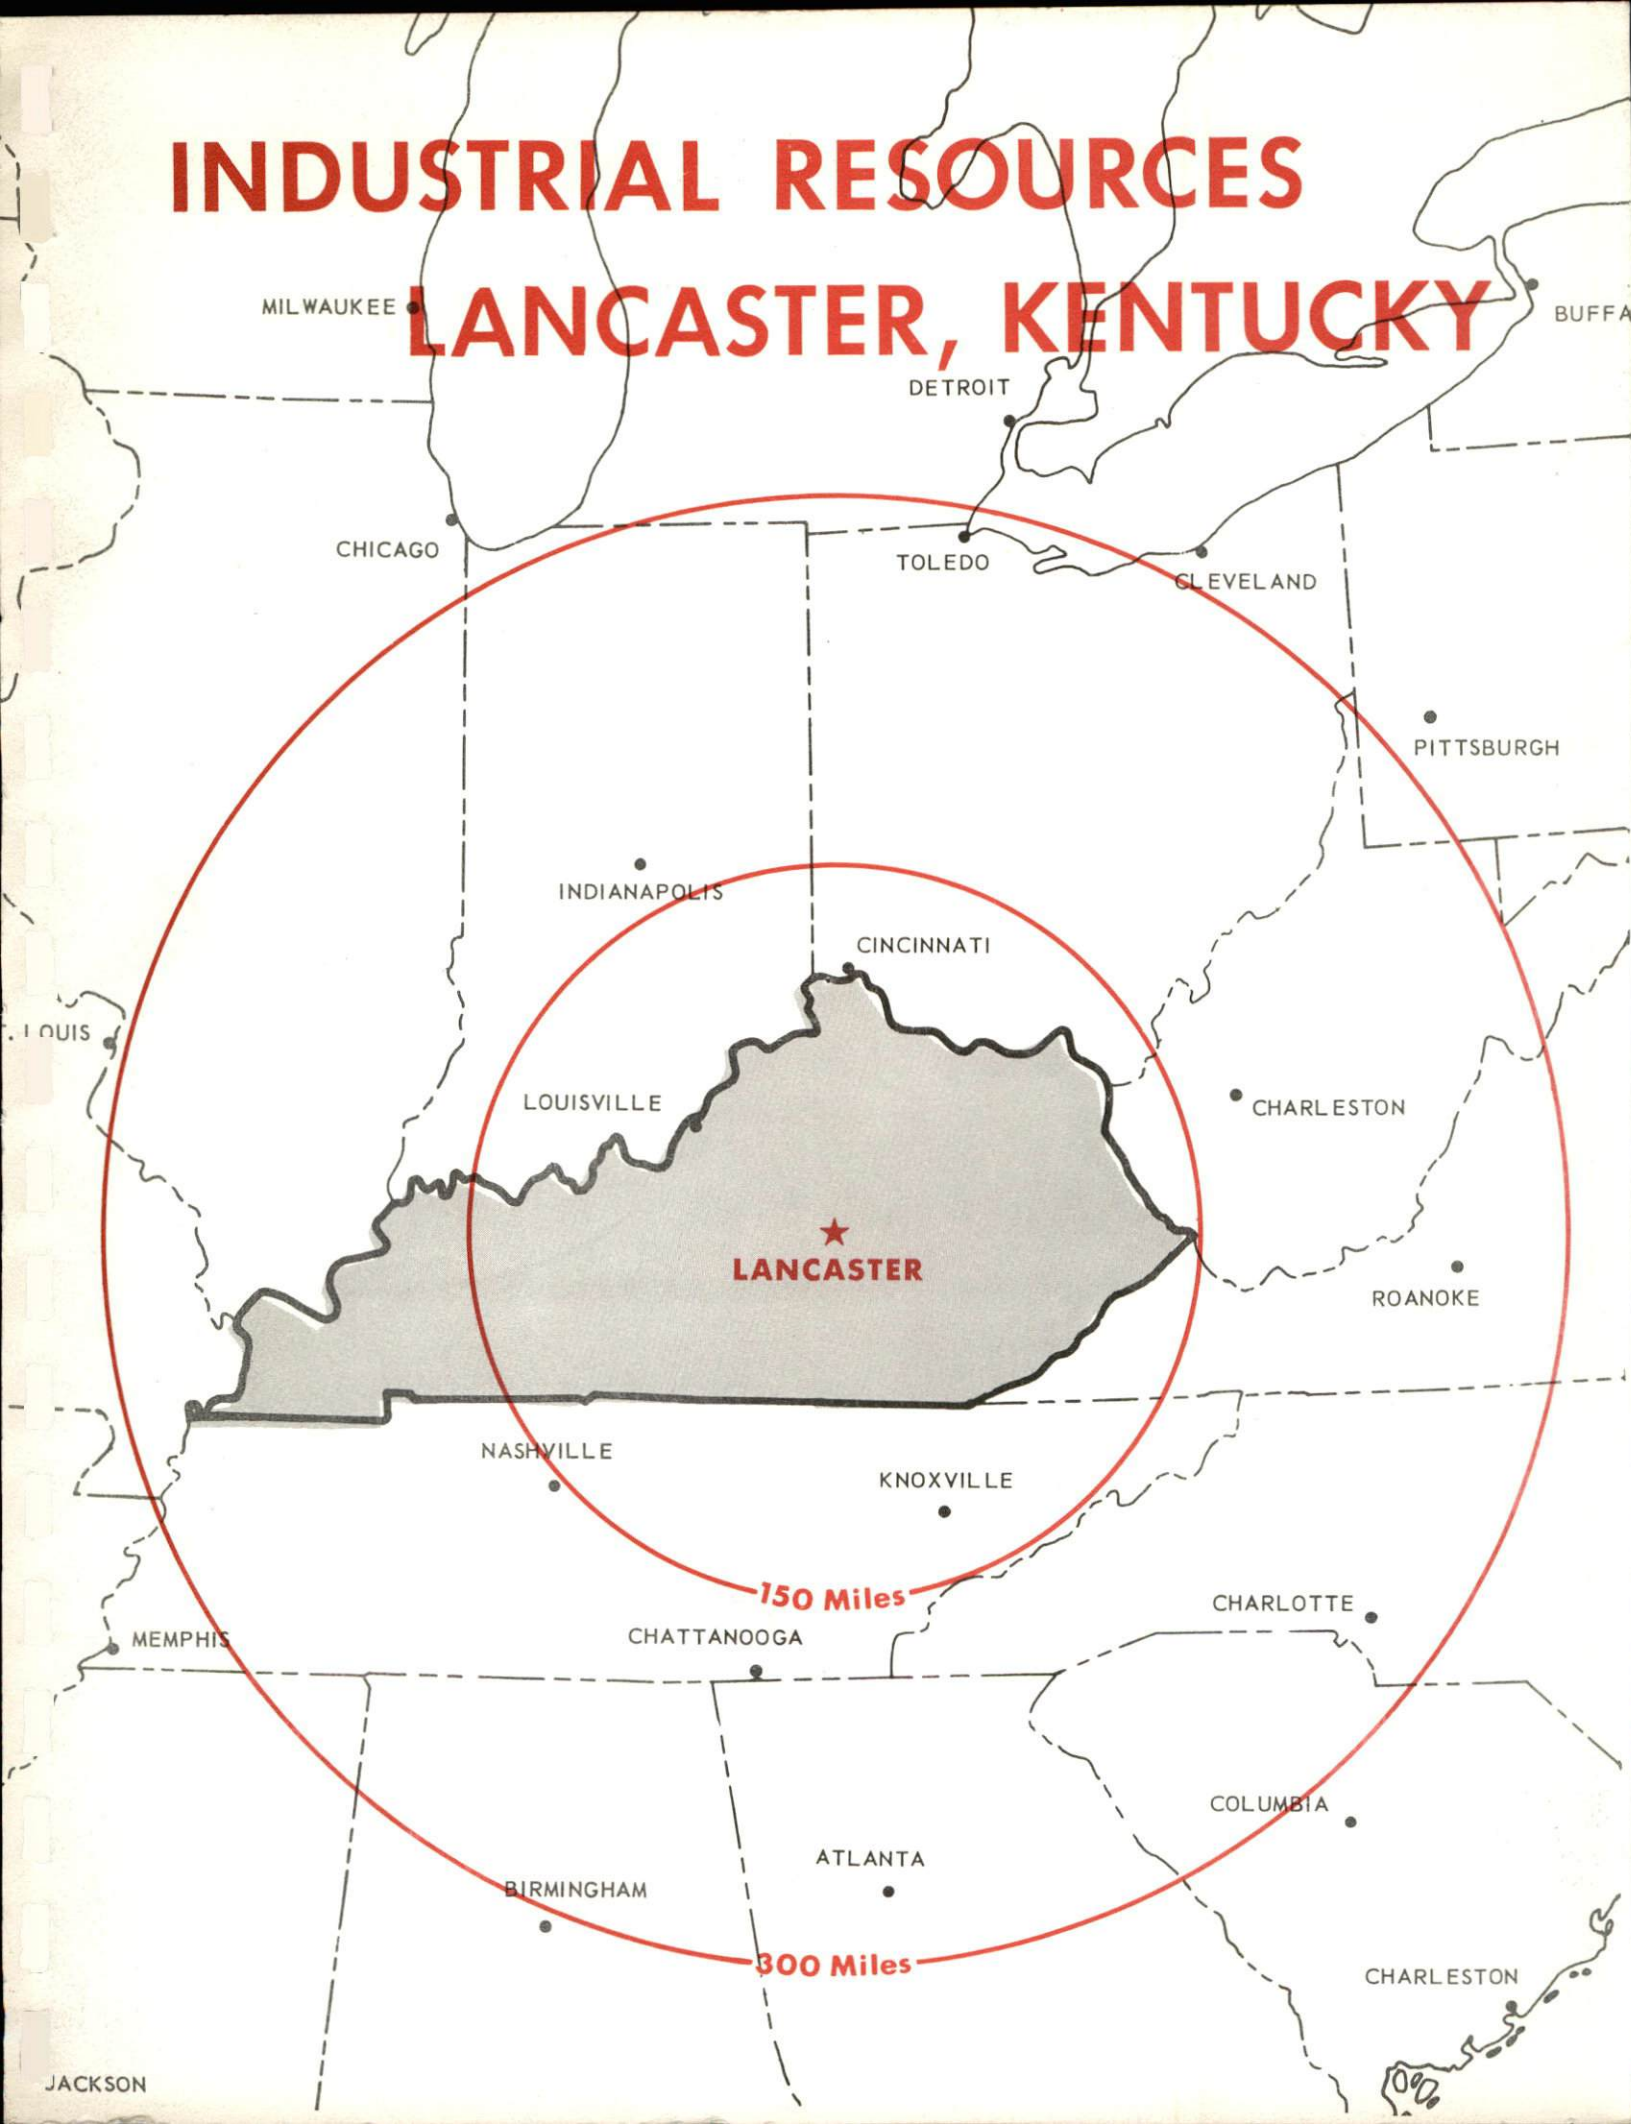 INDUSTRIAL RESOURCES
LANCASTER, KENTUCKY
MILWAUKEE
BUFFA
DETROIT
CHICAGO
TOLEDO
CLEVELAND
PITTSBURGH
INDIANAPOLIS
CINCINNATI
. LOUIS
LOUISVILLE
CHARLESTON
LANCASTER
ROANOKE
NASHVILLE
KNOXVILLE
150 Miles
CHARLOTTE
MEMPHIS
CHATTANOOGA
COLUMBIA
ATLANTA
BIRMINGHAM
300 Miles
CHARLESTON
JACKSON